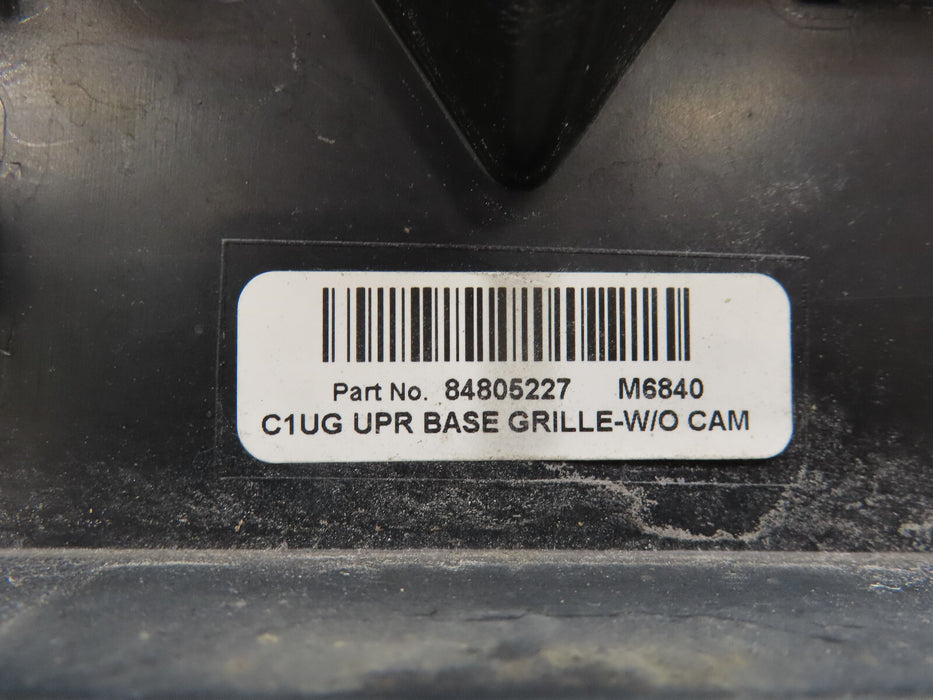 Part No. 84805227 M6840
C1UG UPR BASE GRILLE-W/O CAM